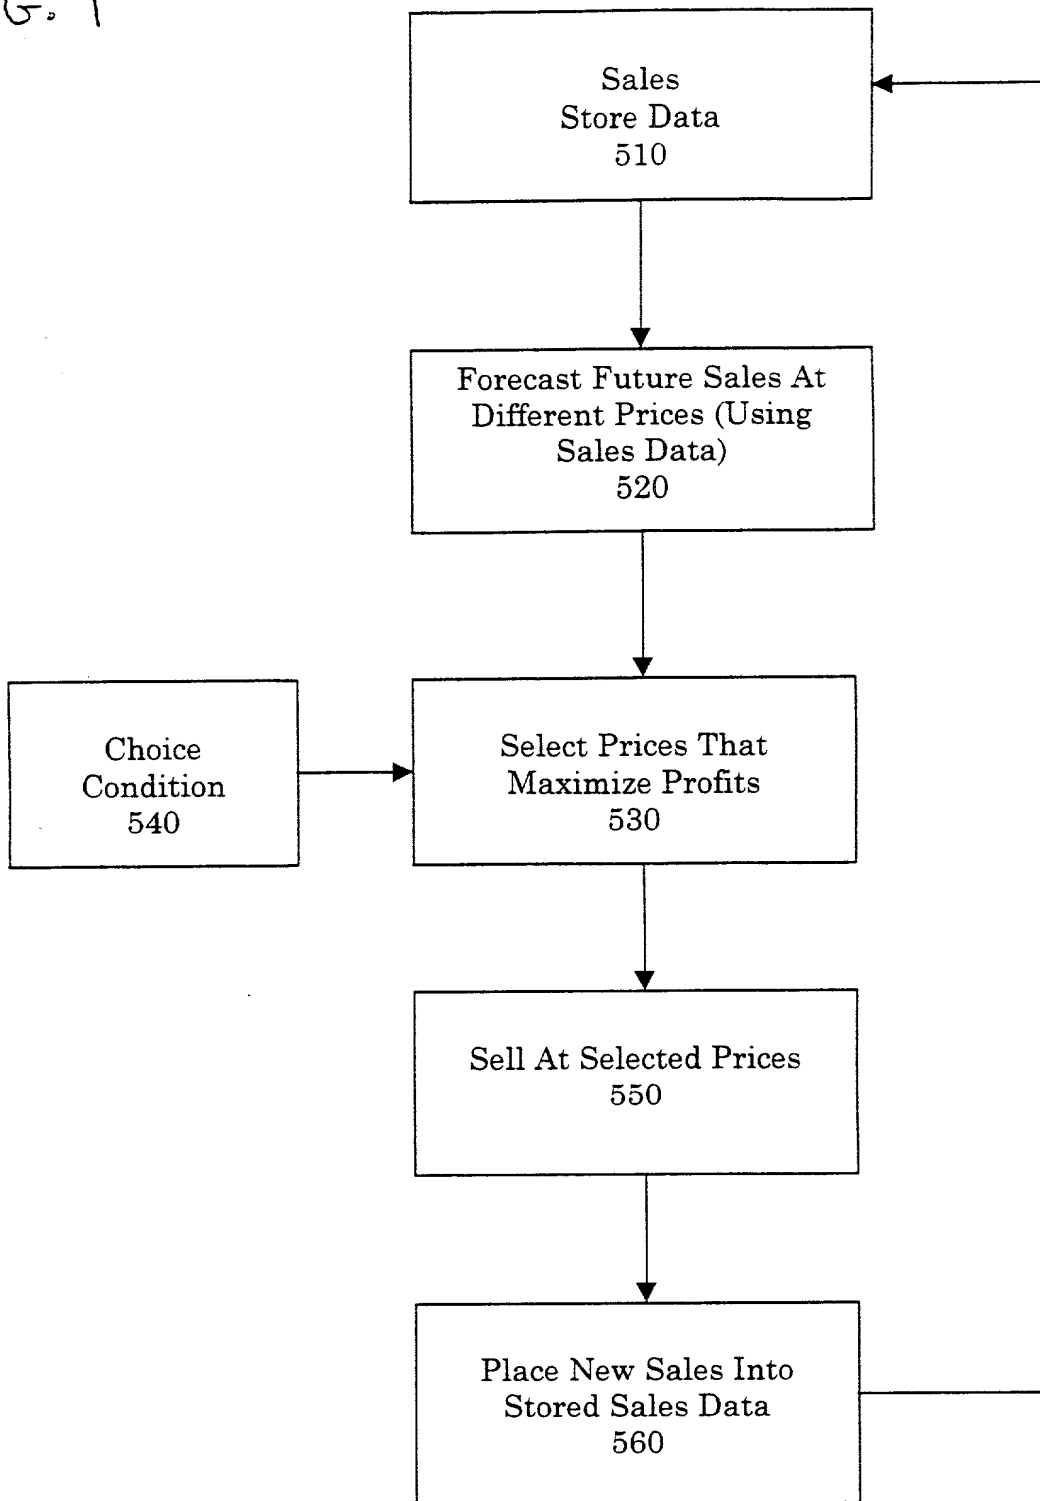 G. 1
Sales
Store Data
510
Forecast Future Sales At
Different Prices (Using
Sales Data)
520
Choice
Condition
540
Select Prices That
Maximize Profits
530
Sell At Selected Prices
550
Place New Sales Into
Stored Sales Data
560